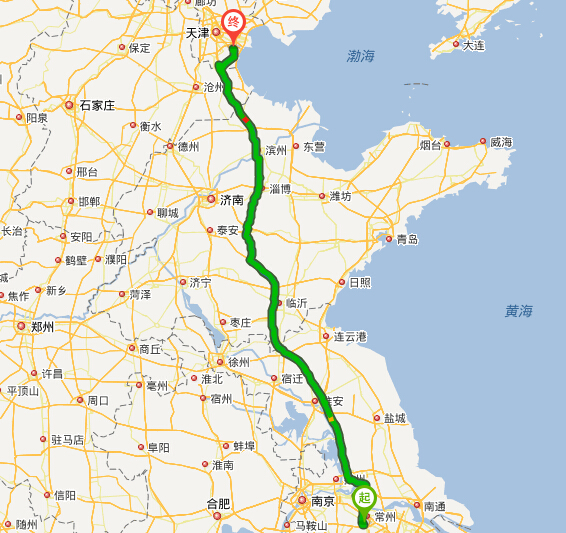 廊坊
终
天津
保定
渤海
大连
沧州
石家庄
阳泉
衡水
德州
滨州
东营
烟台
威海
邢台
济南
淄博
潍坊
邯郸
聊城
泰安
长治
安阳
青岛
鹤壁
濮阳
济宁
日照
焦作
新乡
菏泽
临沂
黄海
郑州
枣庄
连云港
商丘
徐州
许昌
淮北
宿迁
平顶山
亳州
宿州
周口
淮安
盐城
驻马店
阜阳
蚌埠
淮南
州
信阳
南京
起
合肥
南通
常州
随州
马鞍山